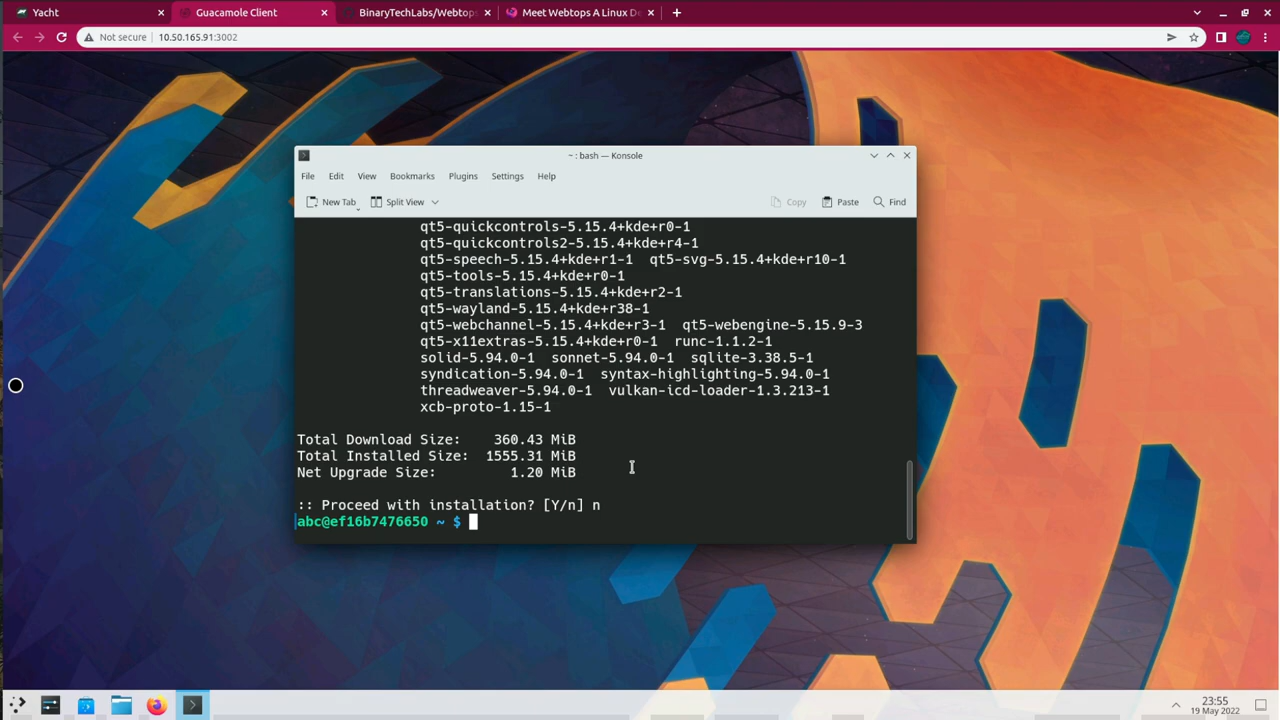 Yacht
Guacamole Client
BinaryTechLabs/Webtops
Meet Webtops A Linux De
Not secure
10.50.165.91:3002
~ : bash — Konsole
File Edit View Bookmarks Plugins Settings Help
New Tab Split View Copy Paste Find
qt5-quickcontrols-5.15.4+kde+r0-1
qt5-quickcontrols2-5.15.4+kde+r4-1
qt5-speech-5.15.4+kde+r1-1 qt5-svg-5.15.4+kde+r10-1
qt5-tools-5.15.4+kde+r0-1
qt5-translations-5.15.4+kde+r2-1
qt5-wayland-5.15.4+kde+r38-1
qt5-webchannel-5.15.4+kde+r3-1 qt5-webengine-5.15.9-3
qt5-x11extras-5.15.4+kde+r0-1 runc-1.1.2-1
solid-5.94.0-1 sonnet-5.94.0-1 sqlite-3.38.5-1
syndication-5.94.0-1 syntax-highlighting-5.94.0-1
threadweaver-5.94.0-1 vulkan-icd-loader-1.3.213-1
xcb-proto-1.15-1
Total Download Size: 360.43 MiB
Total Installed Size: 1555.31 MiB
Net Upgrade Size: 1.20 MiB
:: Proceed with installation? [Y/n] n
abc@ef16b7476650 ~ $
23:55
19 May 2022